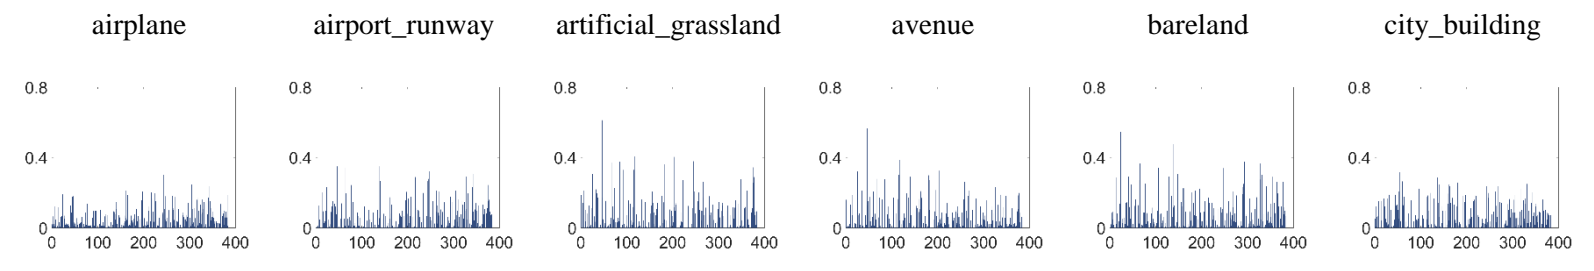 airplane airport_runway artificial_grassland avenue bareland city_building
0.8 0.8 0.8 0.8 0.8 0.8
0.4 0.4 0.4 0.4 0.4 0.4
0 0 0 0 0 0
0 100 200 300 400 0 100 200 300 400 0 100 200 300 400 0 100 200 300 400 0 100 200 300 400 0 100 200 300 400